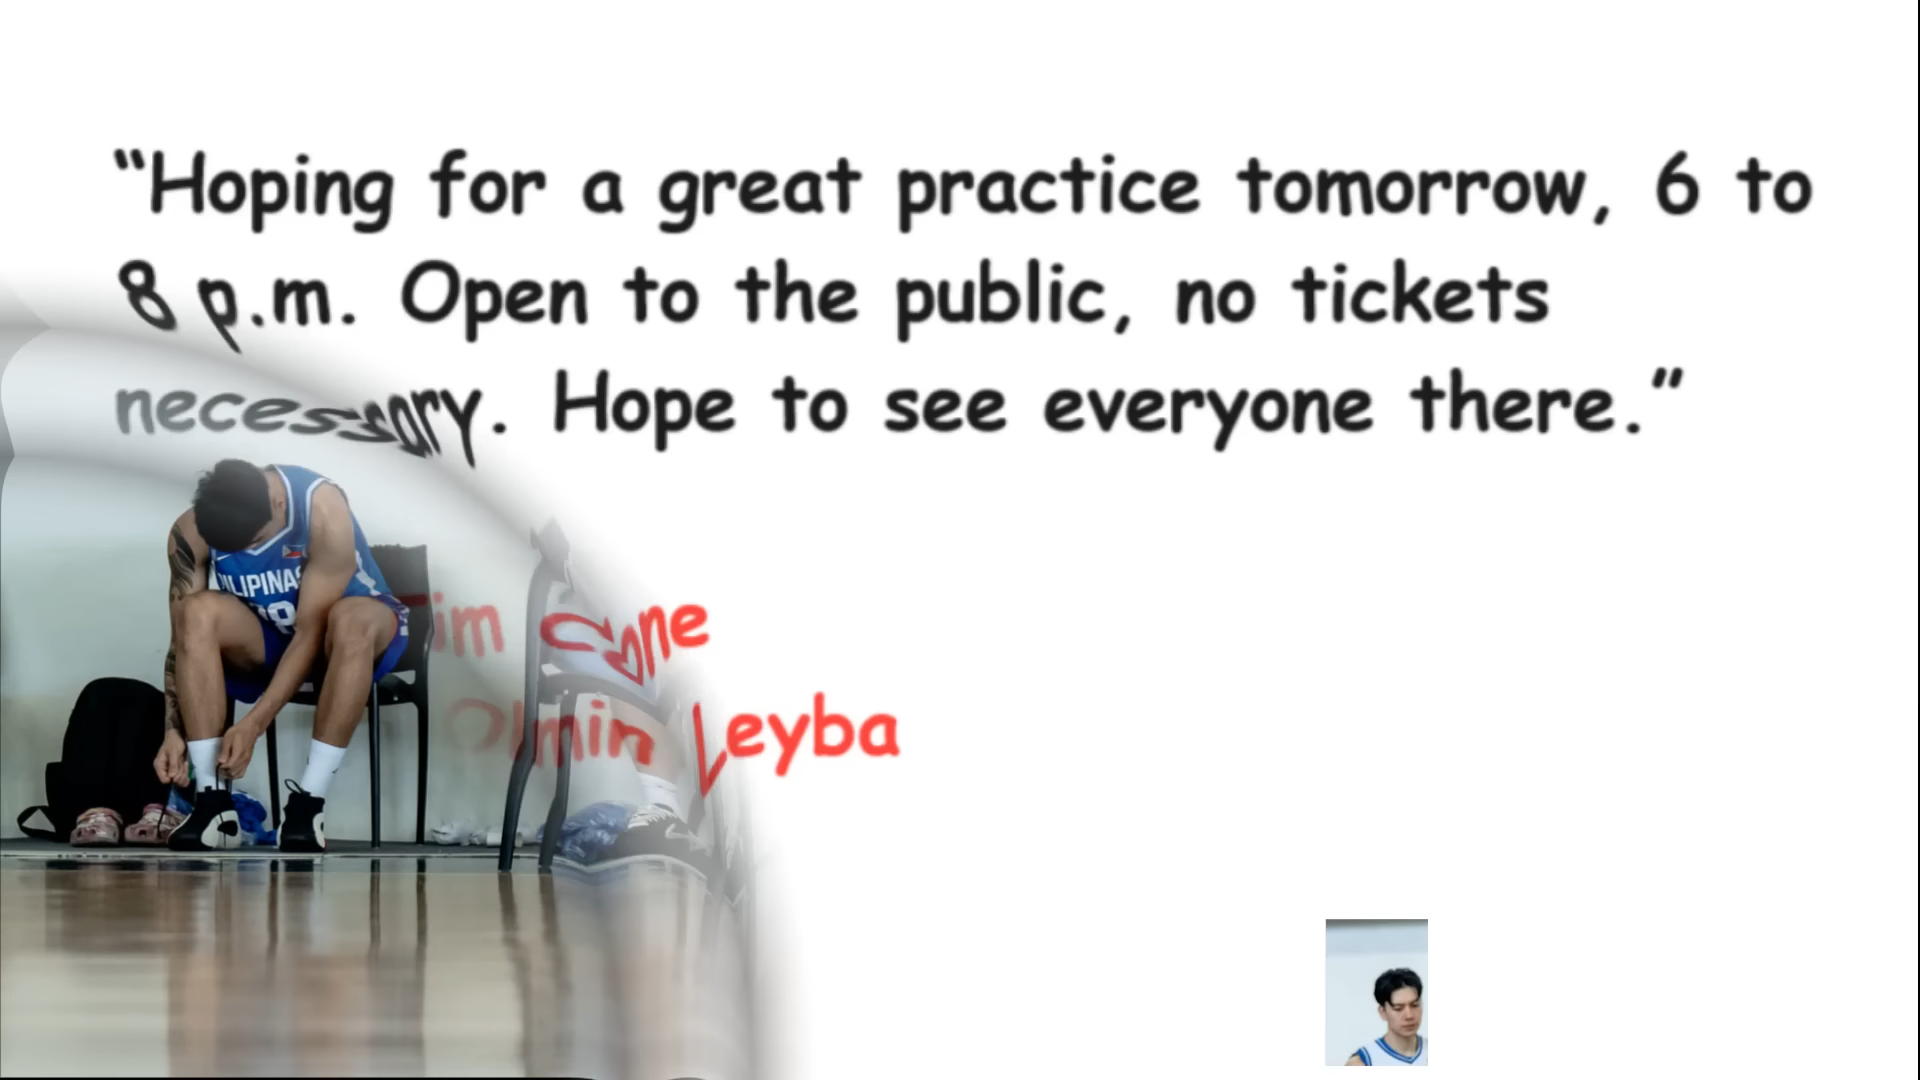 “Hoping for a great practice tomorrow, 6 to
8 p.m. Open to the public, no tickets
necessary. Hope to see everyone there.”
PILIPINAS
Tim Cone
Olmin Leyba